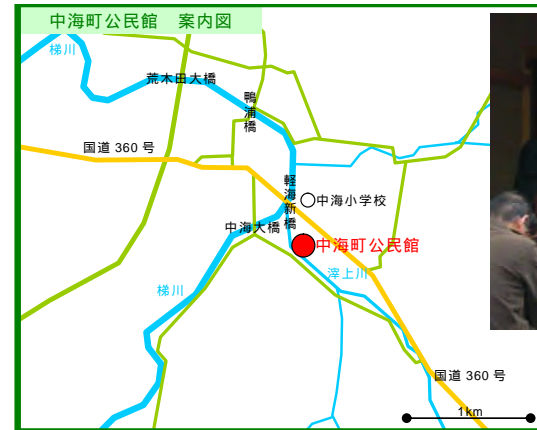 中海町公民館　案内図
梯川
荒木田大橋
鴨浦橋
国道 360 号
軽海新橋
中海小学校
中海大橋
中海町公民館
滓上川
梯川
国道 360 号
1km